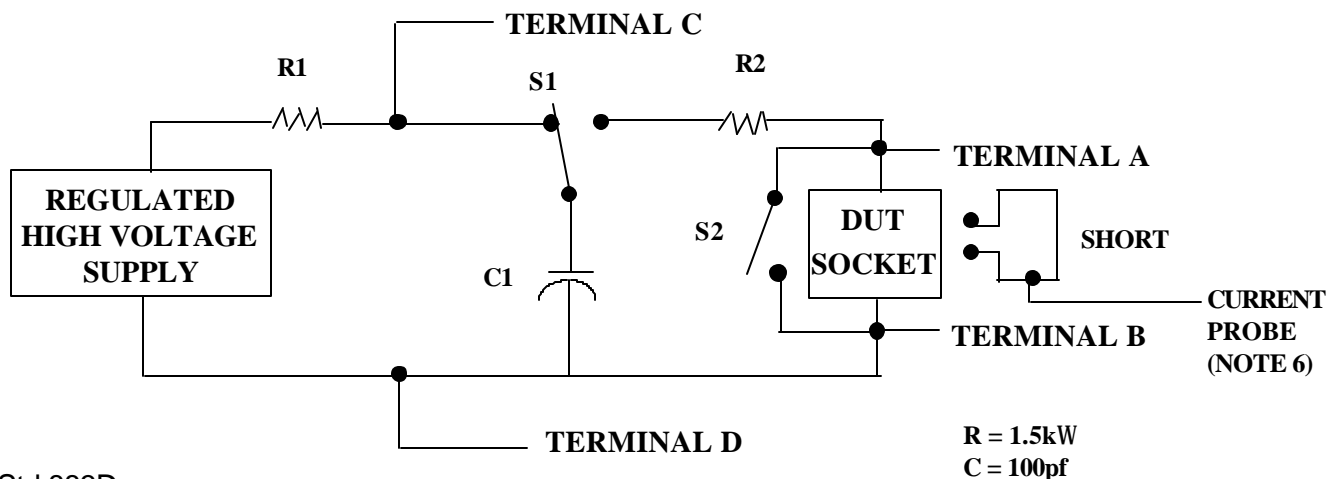 TERMINAL C
R1
S1
R2
TERMINAL A
REGULATED
HIGH VOLTAGE
SUPPLY
S2
DUT
SOCKET
SHORT
C1
CURRENT
PROBE
(NOTE 6)
TERMINAL B
TERMINAL D
R = 1.5kW
C = 100pf